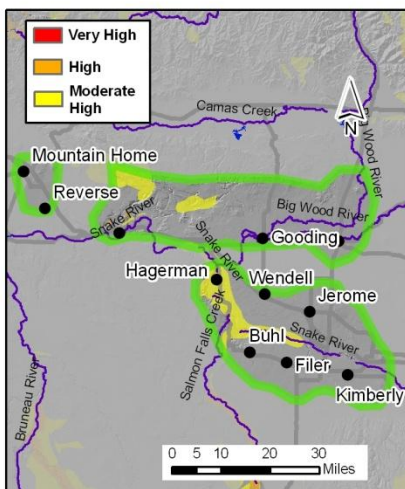 Very High
High
Moderate
High
Camas Creek
N
Big Wood River
Mountain Home
Reverse
Snake River
Big Wood River
Gooding
Snake River
Hagerman
Wendell
Jerome
Snake River
Salmon Falls Creek
Buhl
Filer
Kimberly
Bruneau River
0 5 10 20 30
Miles